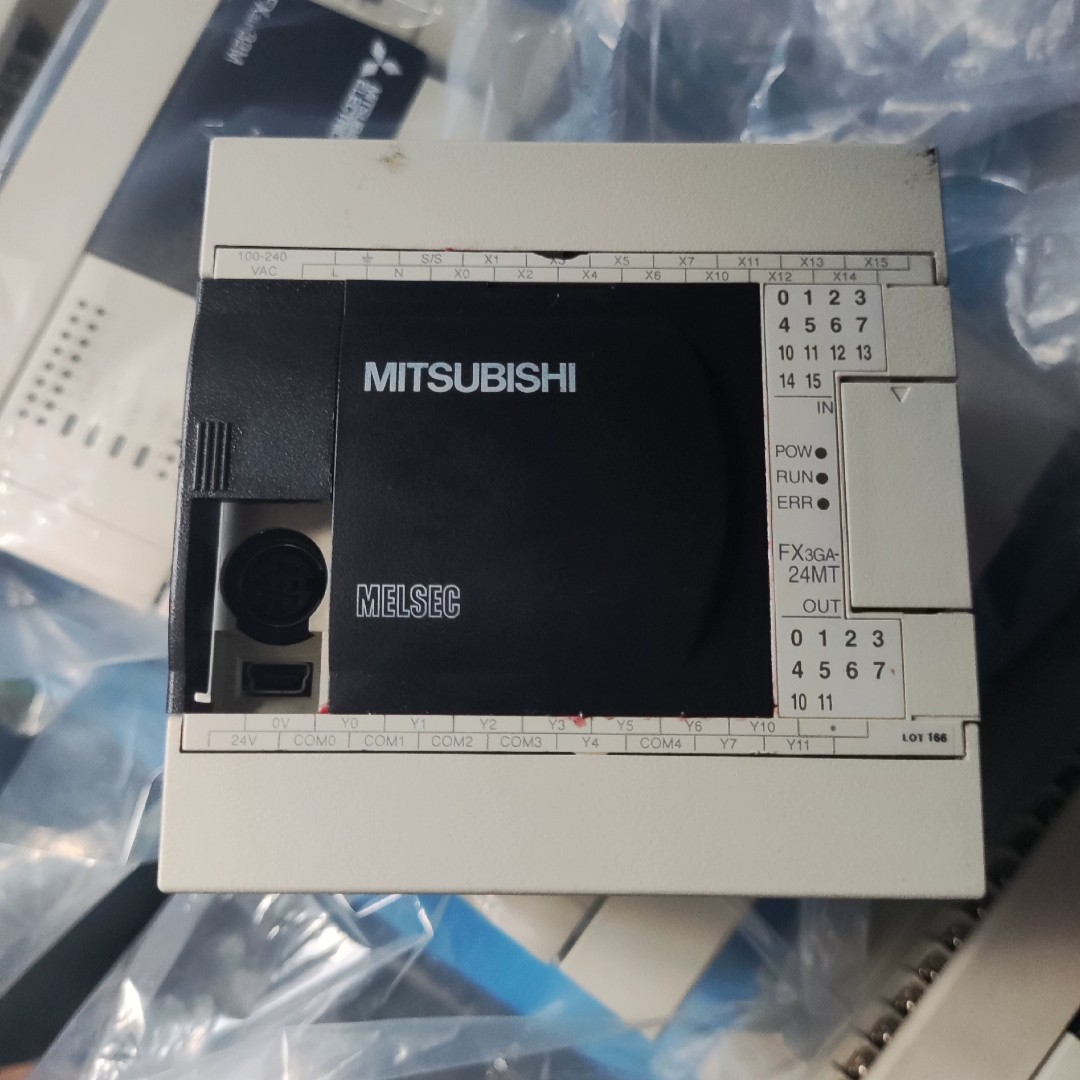 MITSUBISHI
100-240
VAC
S/S X1 X3 X5 X7 X11 X13 X15
L N X0 X2 X4 X6 X10 X12 X14
0 1 2 3
4 5 6 7
10 11 12 13
14 15
IN
MITSUBISHI
POW
RUN
ERR
FX3GA-
24MT
MELSEC
OUT
0 1 2 3
4 5 6 7
10 11
0V Y0 Y1 Y2 Y3 Y5 Y6 Y10
24V COM0 COM1 COM2 COM3 Y4 COM4 Y7 Y11
LOT 166